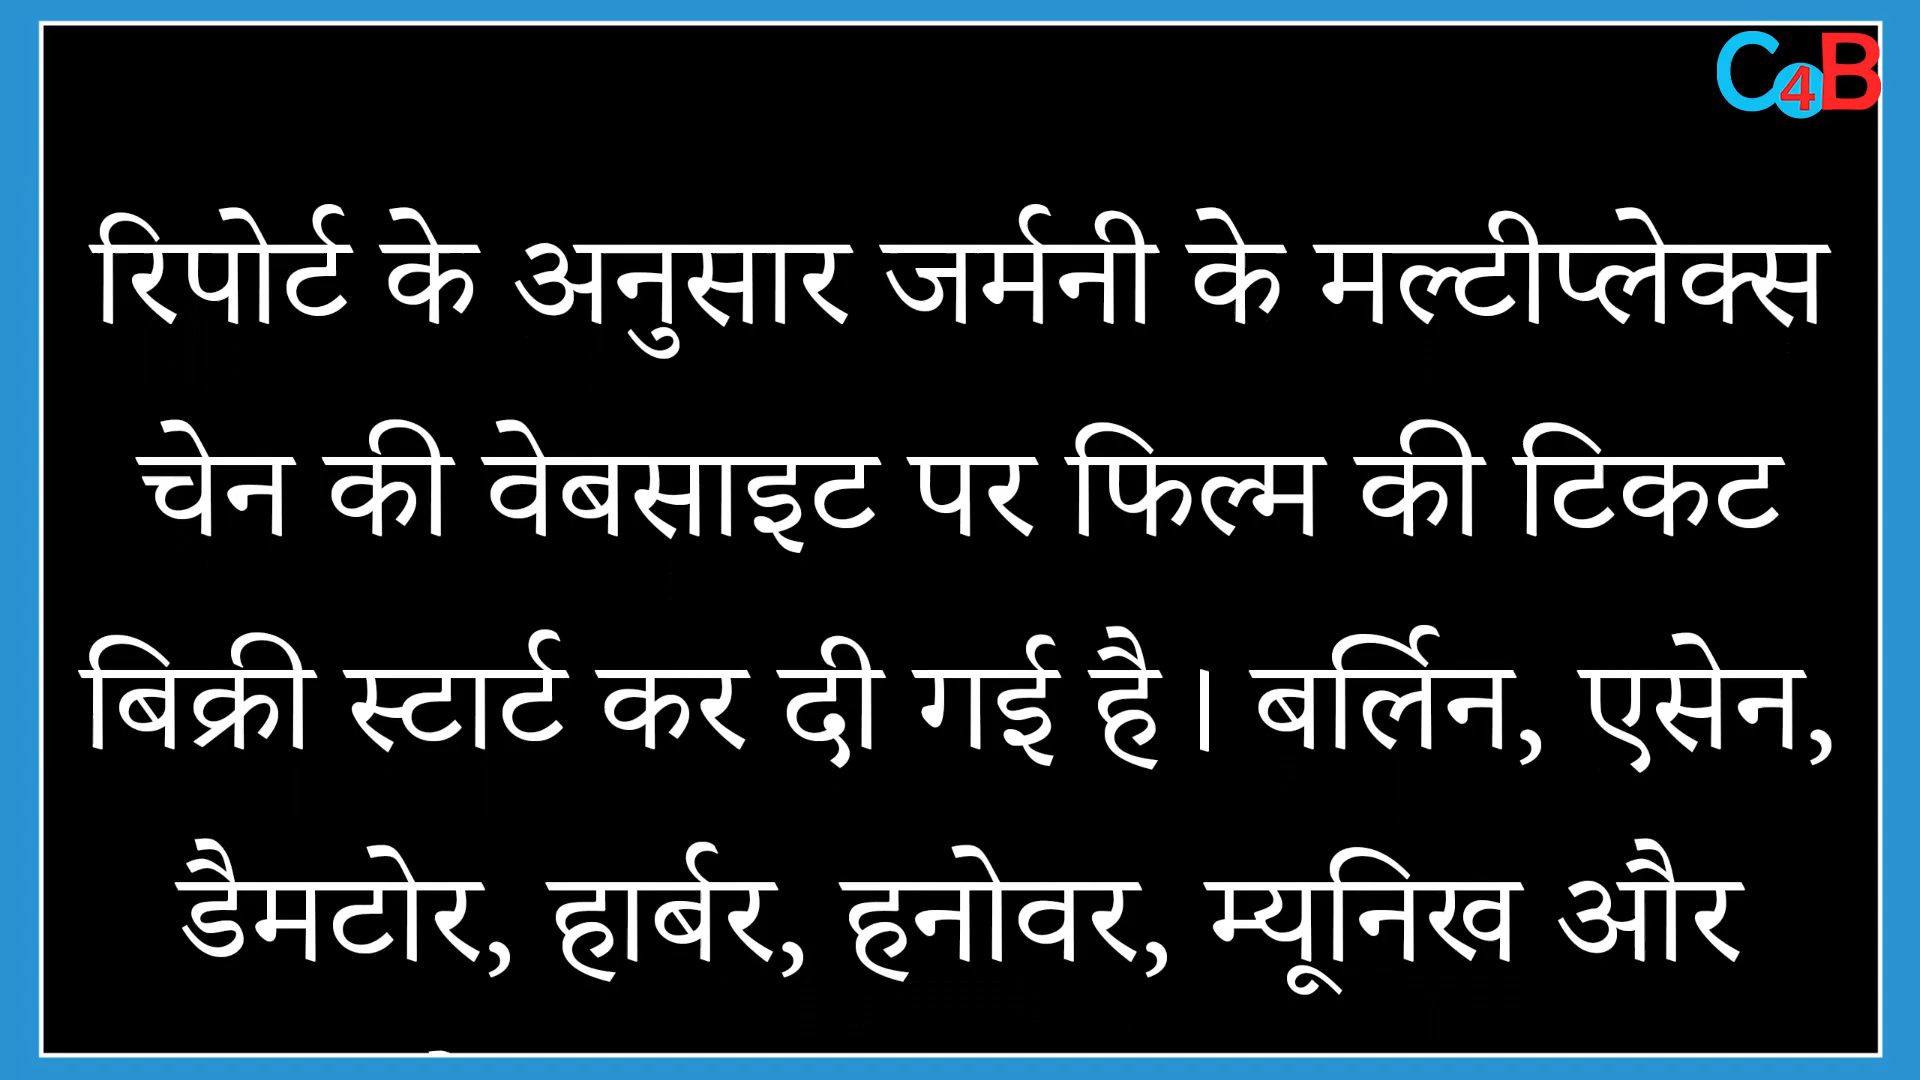 C4B
रिपोर्ट के अनुसार जर्मनी के मल्टीप्लेक्स
चेन की वेबसाइट पर फिल्म की टिकट
बिक्री स्टार्ट कर दी गई है। बर्लिन, एसेन,
डैमटोर, हार्बर, हनोवर, म्यूनिख और